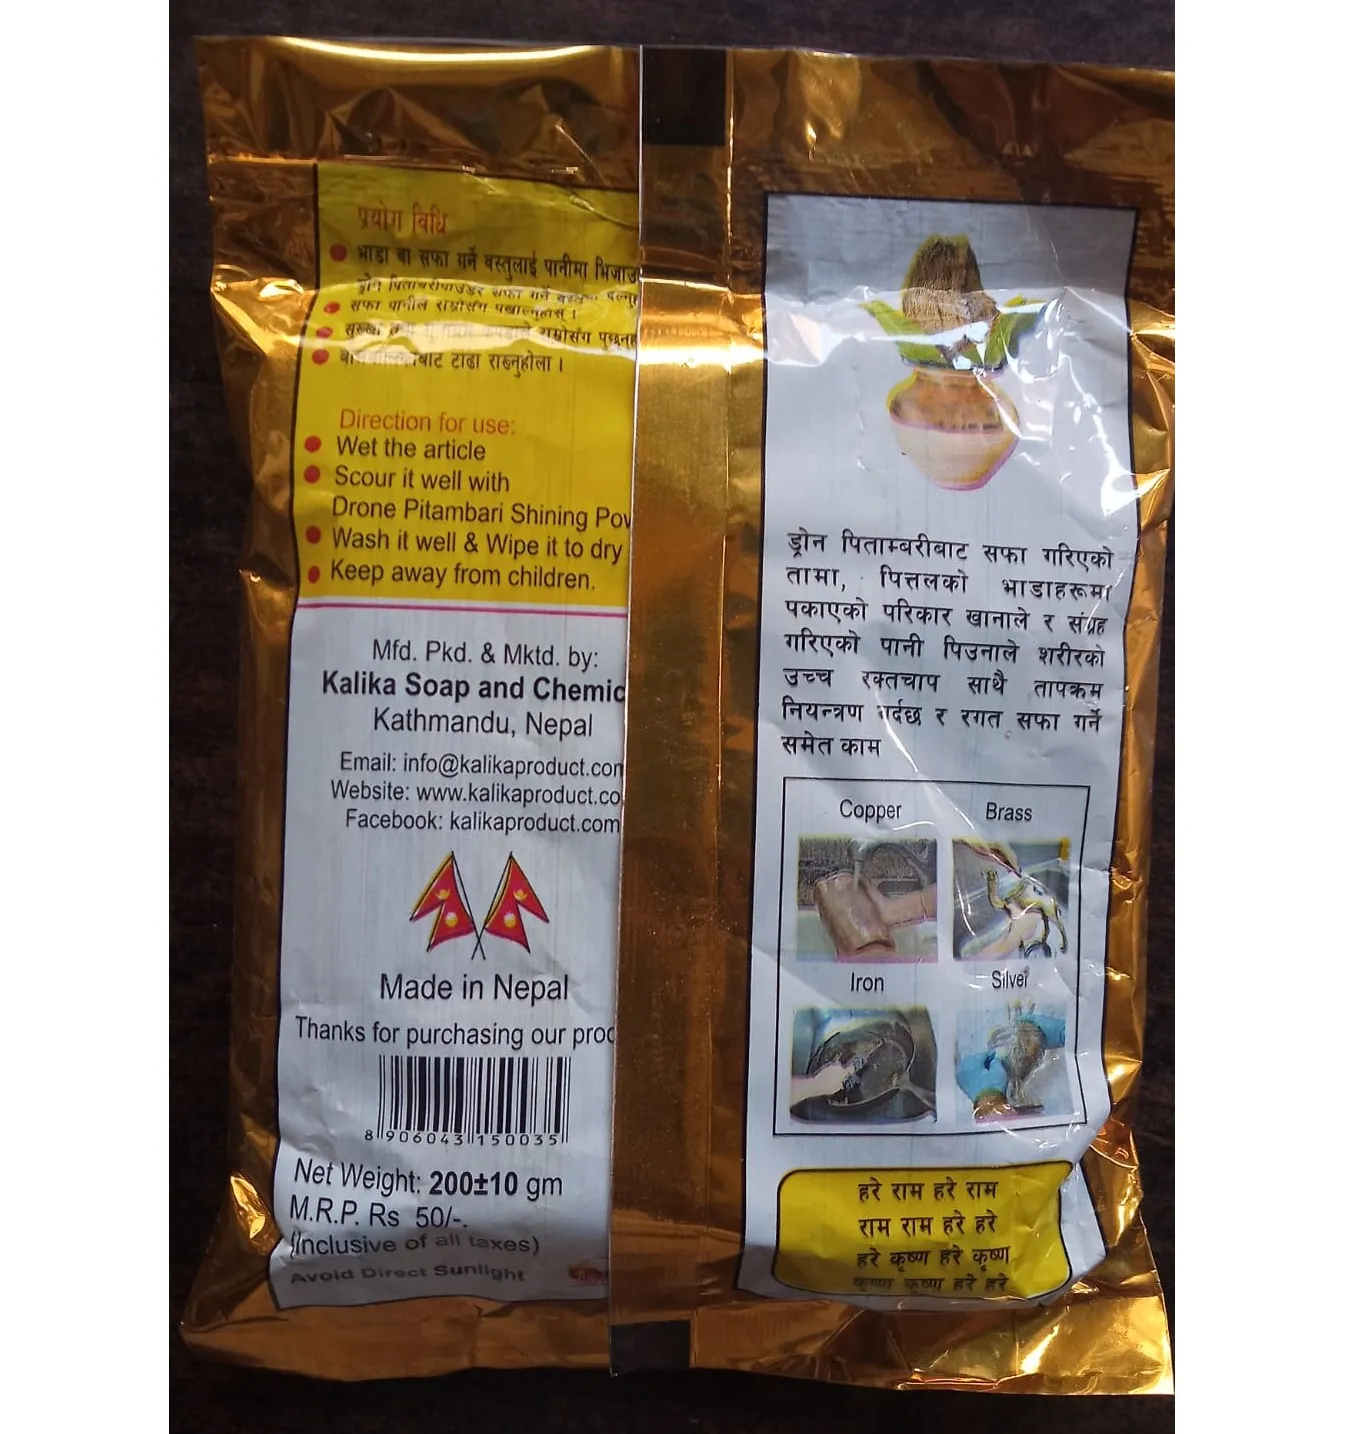 प्रयोग विधि
भाडा वा सफा गर्ने वस्तुलाई पानीमा भिजाउ
सफा पानीले राम्रोसँग पखाल्नुहोस् ।
राम्रोसँग पुछ्नुह
टाढा राख्नुहोला ।
Direction for use:
Wet the article
Scour it well with
Drone Pitambari Shining Pow
Wash it well & Wipe it to dry
Keep away from children.
Mfd. Pkd. & Mktd. by:
Kalika Soap and Chemic
Kathmandu, Nepal
Email: info@kalikaproduct.com
Website: www.kalikaproduct.co
Facebook: kalikaproduct.com
Made in Nepal
Thanks for purchasing our proc
8 906043 150035
Net Weight: 200±10 gm
M.R.P. Rs 50/-.
(Inclusive of all taxes)
Avoid Direct Sunlight
ड्रोन पिताम्बरीबाट सफा गरिएको
तामा, पित्तलको भाडाहरूमा
पकाएको परिकार खानाले र संग्रह
गरिएको पानी पिउनाले शरीरको
उच्च रक्तचाप साथै तापक्रम
नियन्त्रण गर्दछ र रगत सफा गर्ने
समेत काम
Copper Brass
Iron Silver
हरे राम हरे राम
राम राम हरे हरे
हरे कृष्ण हरे कृष्ण
कृष्ण कृष्ण हरे हरे